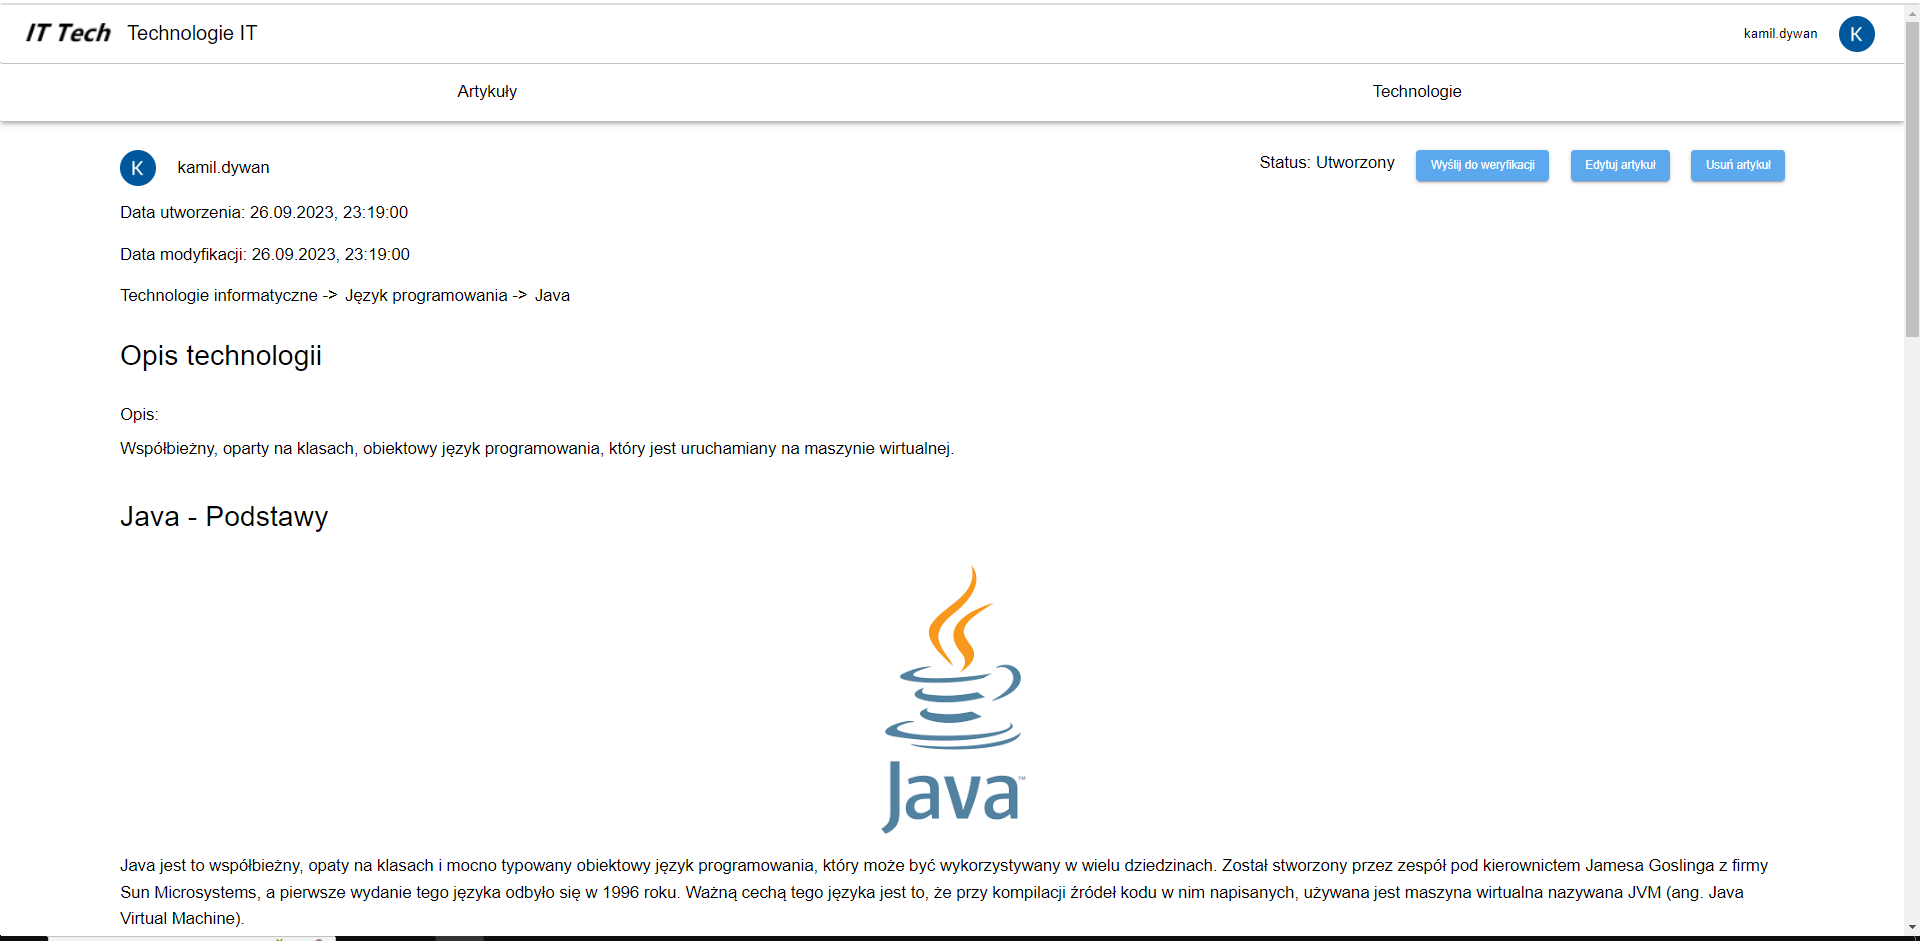 IT Tech Technologie IT
kamil.dywan K
Artykuły
Technologie
K kamil.dywan
Status: Utworzony
Wyślij do weryfikacji
Edytuj artykuł
Usuń artykuł
Data utworzenia: 26.09.2023, 23:19:00
Data modyfikacji: 26.09.2023, 23:19:00
Technologie informatyczne -> Język programowania -> Java
Opis technologii
Opis:
Współbieżny, oparty na klasach, obiektowy język programowania, który jest uruchamiany na maszynie wirtualnej.
Java - Podstawy
Java™
Java jest to współbieżny, opaty na klasach i mocno typowany obiektowy język programowania, który może być wykorzystywany w wielu dziedzinach. Został stworzony przez zespół pod kierownictem Jamesa Goslinga z firmy
Sun Microsystems, a pierwsze wydanie tego języka odbyło się w 1996 roku. Ważną cechą tego języka jest to, że przy kompilacji źródeł kodu w nim napisanych, używana jest maszyna wirtualna nazywana JVM (ang. Java
Virtual Machine).